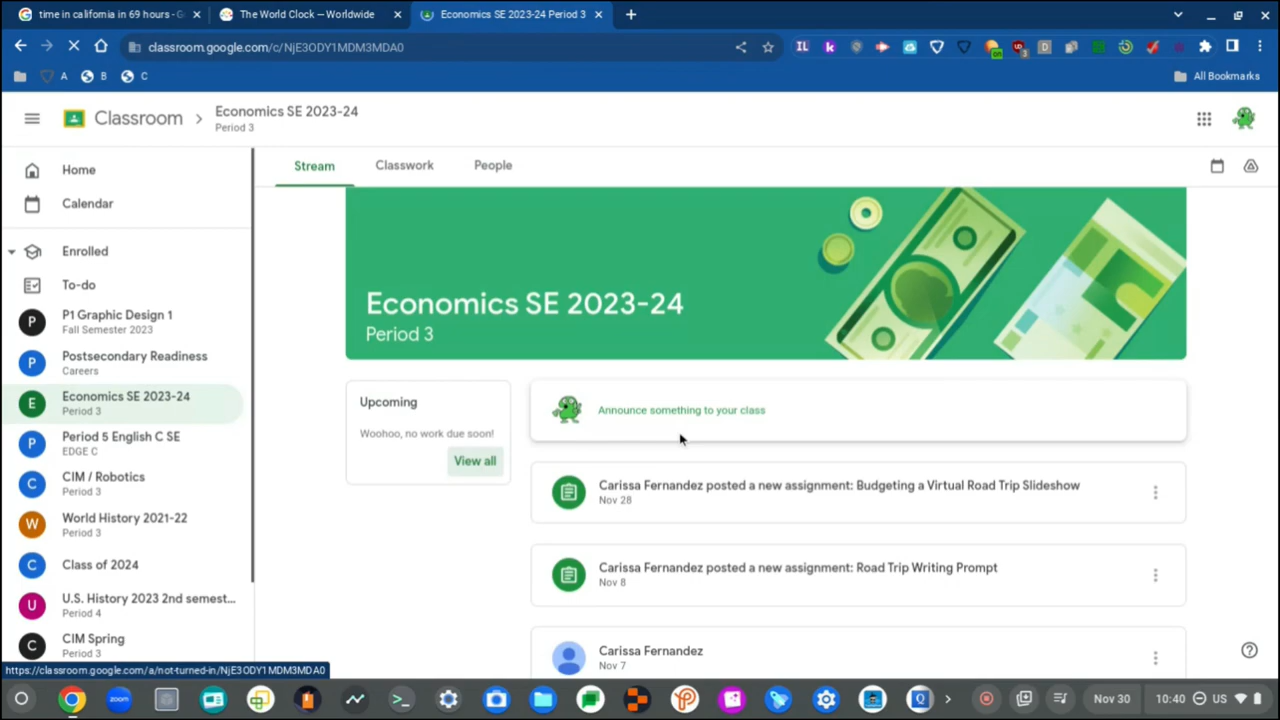 time in california in 69 hours - G
The World Clock — Worldwide
Economics SE 2023-24 Period 3
classroom.google.com/c/NjE3ODY1MDM3MDA0
A
B
C
All Bookmarks
Classroom
Economics SE 2023-24
Period 3
Home
Stream
Classwork
People
Calendar
Enrolled
To-do
P
P1 Graphic Design 1
Fall Semester 2023
P
Postsecondary Readiness
Careers
E
Economics SE 2023-24
Period 3
P
Period 5 English C SE
EDGE C
C
CIM / Robotics
Period 3
W
World History 2021-22
Period 3
C
Class of 2024
U
U.S. History 2023 2nd semest...
Period 4
C
CIM Spring
Period 3
Economics SE 2023-24
Period 3
Upcoming
Woohoo, no work due soon!
View all
Announce something to your class
Carissa Fernandez posted a new assignment: Budgeting a Virtual Road Trip Slideshow
Nov 28
Carissa Fernandez posted a new assignment: Road Trip Writing Prompt
Nov 8
Carissa Fernandez
Nov 7
https://classroom.google.com/a/not-turned-in/NjE3ODY1MDM3MDA0
zoom
Nov 30
10:40
US